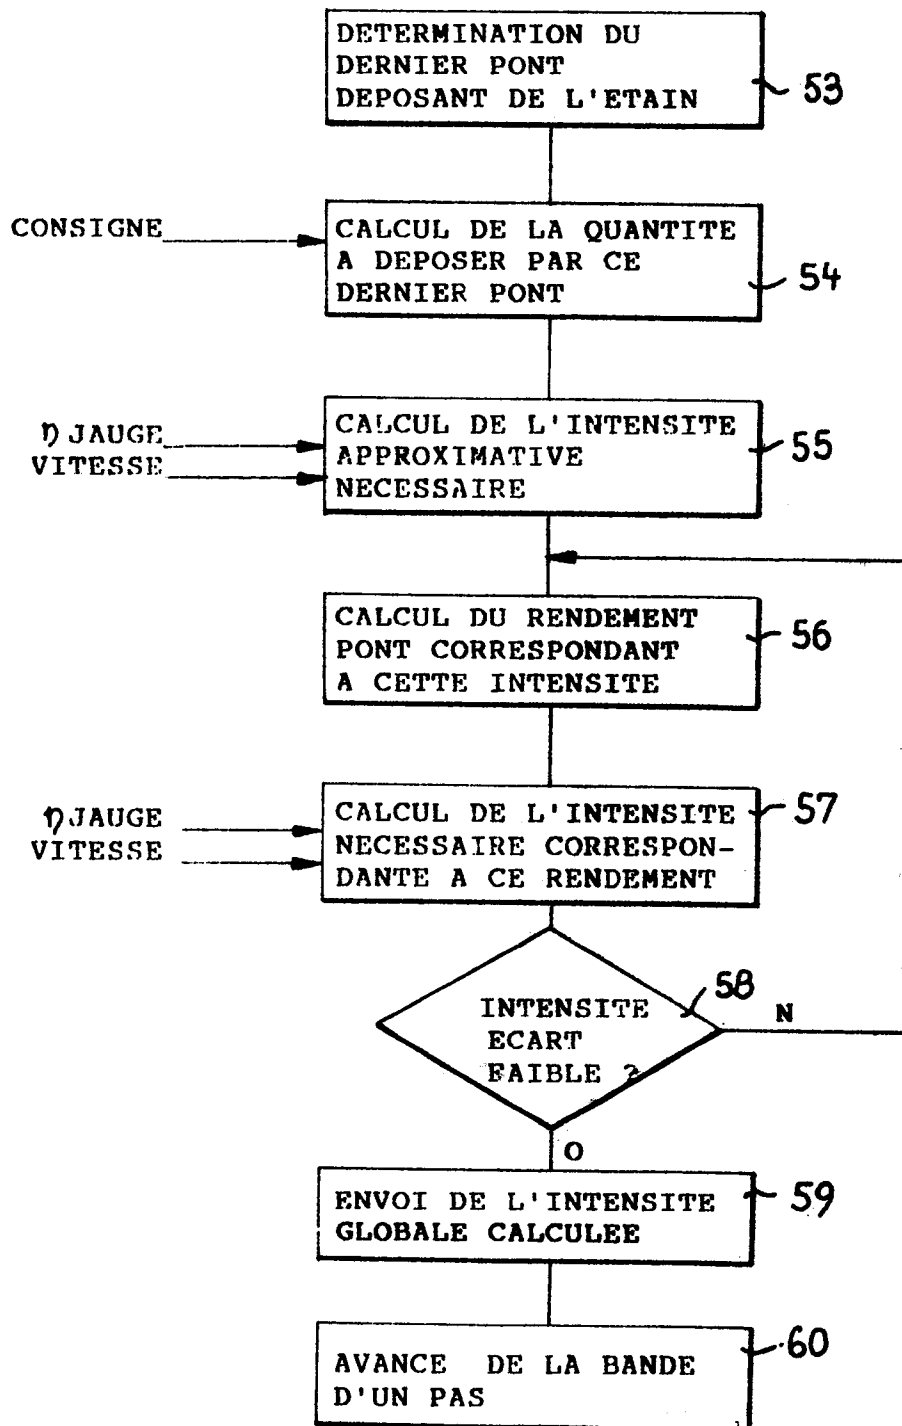 DETERMINATION DU
DERNIER PONT
DEPOSANT DE L'ETAIN
53
CONSIGNE
CALCUL DE LA QUANTITE
A DEPOSER PAR CE
DERNIER PONT
54
η JAUGE
VITESSE
CALCUL DE L'INTENSITE
APPROXIMATIVE
NECESSAIRE
55
CALCUL DU RENDEMENT
PONT CORRESPONDANT
A CETTE INTENSITE
56
η JAUGE
VITESSE
CALCUL DE L'INTENSITE
NECESSAIRE CORRESPON-
DANTE A CE RENDEMENT
57
INTENSITE
ECART
FAIBLE ?
58
N
O
ENVOI DE L'INTENSITE
GLOBALE CALCULEE
59
AVANCE DE LA BANDE
D'UN PAS
60